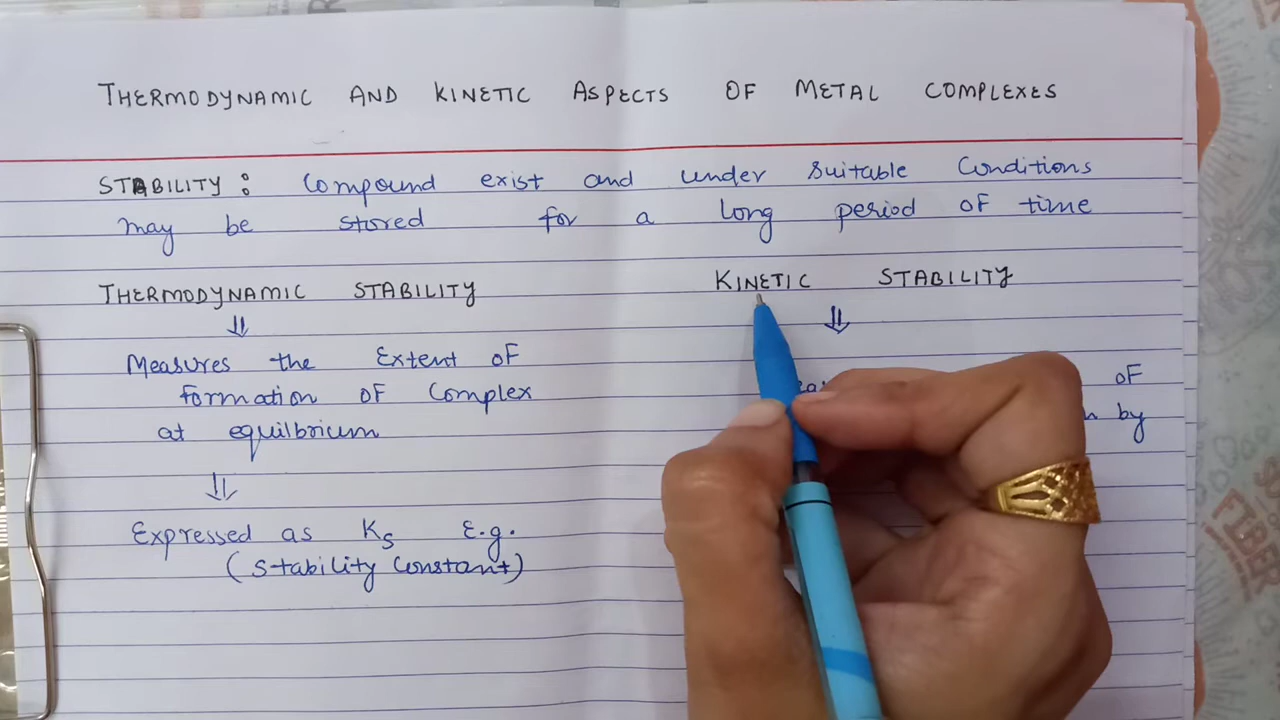 THERMODYNAMIC AND KINETIC ASPECTS OF METAL COMPLEXES
STABILITY : Compound exist and under suitable Conditions
may be stored for a long period of time
THERMODYNAMIC STABILITY
⇓
Measures the Extent of
formation of Complex
at equilbrium
⇓
Expressed as Ks E.g.
(Stability Constant)
KINETIC STABILITY
⇓
OF
by
FIBER